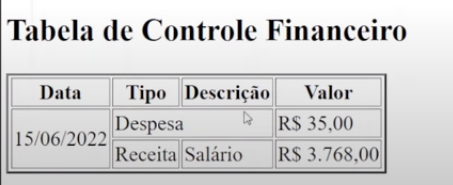 Tabela de Controle Financeiro
Data Tipo Descrição Valor
15/06/2022 Despesa R$ 35,00
Receita Salário R$ 3.768,00